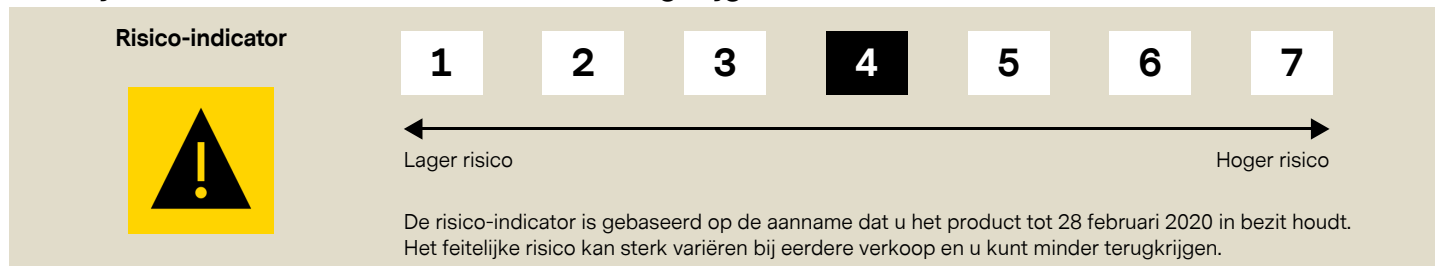 Risico-indicator
1 2 3 4 5 6 7
Lager risico Hoger risico
De risico-indicator is gebaseerd op de aanname dat u het product tot 28 februari 2020 in bezit houdt.
Het feitelijke risico kan sterk variëren bij eerdere verkoop en u kunt minder terugkrijgen.